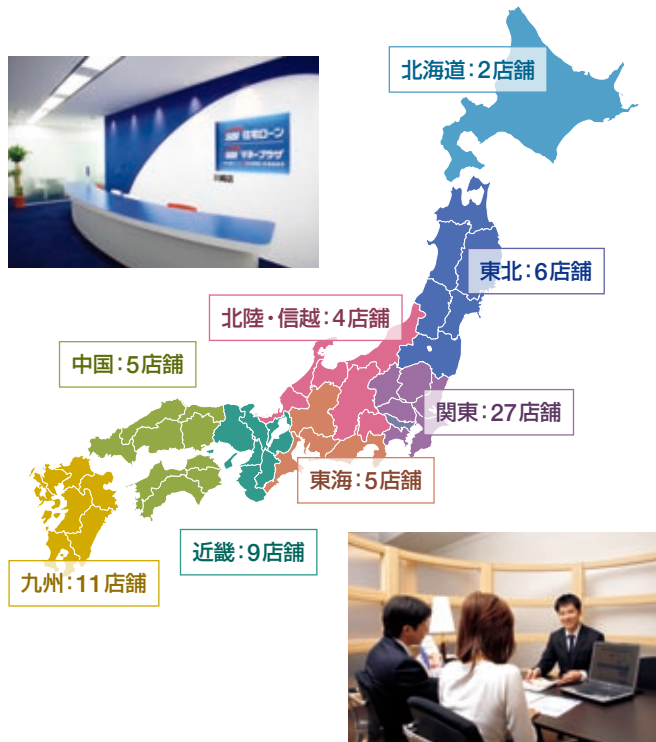 北海道：2店舗
SBI 住宅ローン
SBI マネープラザ
東北：6店舗
北陸・信越：4店舗
中国：5店舗
関東：27店舗
東海：5店舗
近畿：9店舗
九州：11店舗